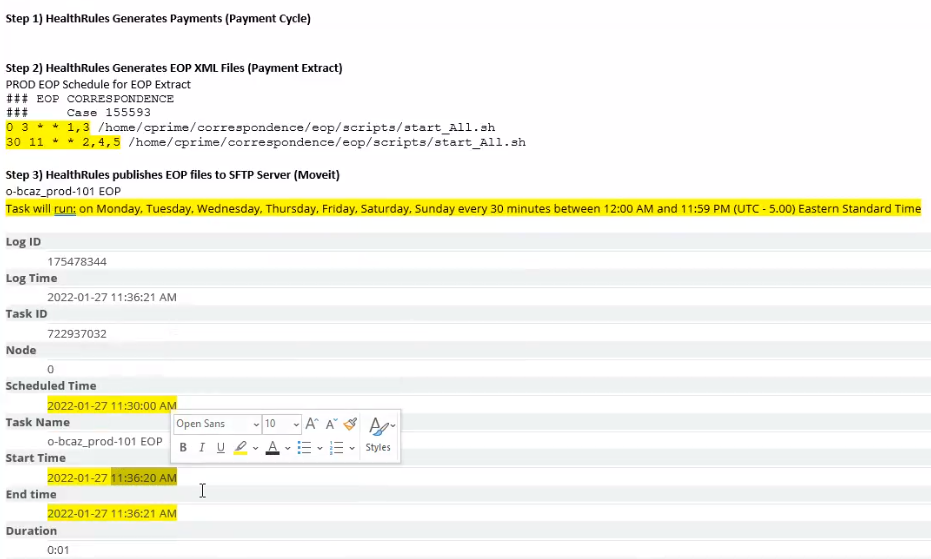 Step 1) HealthRules Generates Payments (Payment Cycle)
Step 2) HealthRules Generates EOP XML Files (Payment Extract)
PROD EOP Schedule for EOP Extract
### EOP CORRESPONDENCE
### Case 155593
0 3 * * 1,3 /home/cprime/correspondence/eop/scripts/start_All.sh
30 11 * * 2,4,5 /home/cprime/correspondence/eop/scripts/start_All.sh
Step 3) HealthRules publishes EOP files to SFTP Server (Moveit)
o-bcaz_prod-101 EOP
Task will run: on Monday, Tuesday, Wednesday, Thursday, Friday, Saturday, Sunday every 30 minutes between 12:00 AM and 11:59 PM (UTC - 5.00) Eastern Standard Time
Log ID
175478344
Log Time
2022-01-27 11:36:21 AM
Task ID
722937032
Node
0
Scheduled Time
2022-01-27 11:30:00 AM
Task Name
o-bcaz_prod-101 EOP
Open Sans 10 A A A
B I U A Styles
Start Time
2022-01-27 11:36:20 AM
End time
2022-01-27 11:36:21 AM
Duration
0:01